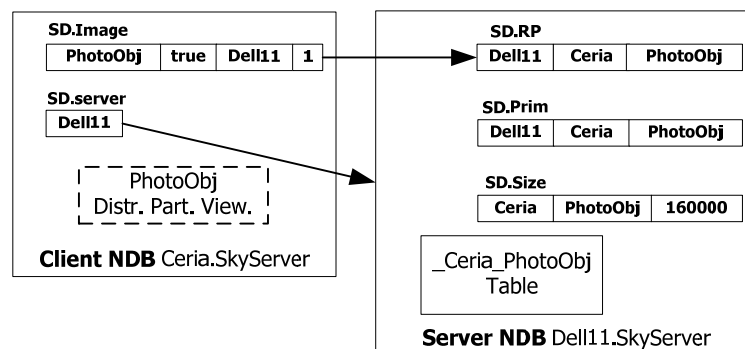 SD.Image
PhotoObj true Dell11 1
SD.server
Dell11
PhotoObj
Distr. Part. View.
Client NDB Ceria.SkyServer
SD.RP
Dell11 Ceria PhotoObj
SD.Prim
Dell11 Ceria PhotoObj
SD.Size
Ceria PhotoObj 160000
_Ceria_PhotoObj
Table
Server NDB Dell11.SkyServer